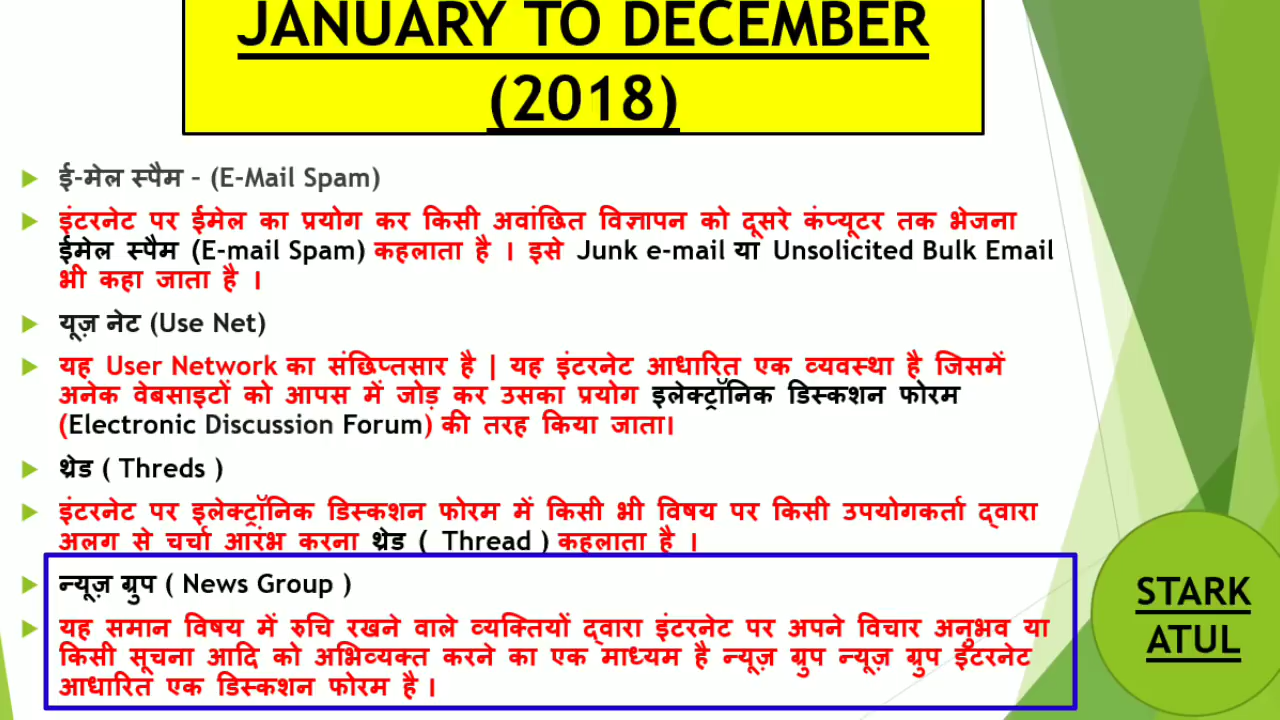 JANUARY TO DECEMBER
(2018)
ई-मेल स्पैम – (E-Mail Spam)
इंटरनेट पर ईमेल का प्रयोग कर किसी अवांछित विज्ञापन को दूसरे कंप्यूटर तक भेजना
ईमेल स्पैम (E-mail Spam) कहलाता है । इसे Junk e-mail या Unsolicited Bulk Email
भी कहा जाता है ।
यूज़ नेट (Use Net)
यह User Network का संछिप्तसार है | यह इंटरनेट आधारित एक व्यवस्था है जिसमें
अनेक वेबसाइटों को आपस में जोड़ कर उसका प्रयोग इलेक्ट्रॉनिक डिस्कशन फोरम
(Electronic Discussion Forum) की तरह किया जाता।
थ्रेड ( Threds )
इंटरनेट पर इलेक्ट्रॉनिक डिस्कशन फोरम में किसी भी विषय पर किसी उपयोगकर्ता द्वारा
अलग से चर्चा आरंभ करना थ्रेड ( Thread ) कहलाता है ।
न्यूज़ ग्रुप ( News Group )
यह समान विषय में रुचि रखने वाले व्यक्तियों द्वारा इंटरनेट पर अपने विचार अनुभव या
किसी सूचना आदि को अभिव्यक्त करने का एक माध्यम है न्यूज़ ग्रुप न्यूज़ ग्रुप इंटरनेट
आधारित एक डिस्कशन फोरम है ।
STARK
ATUL